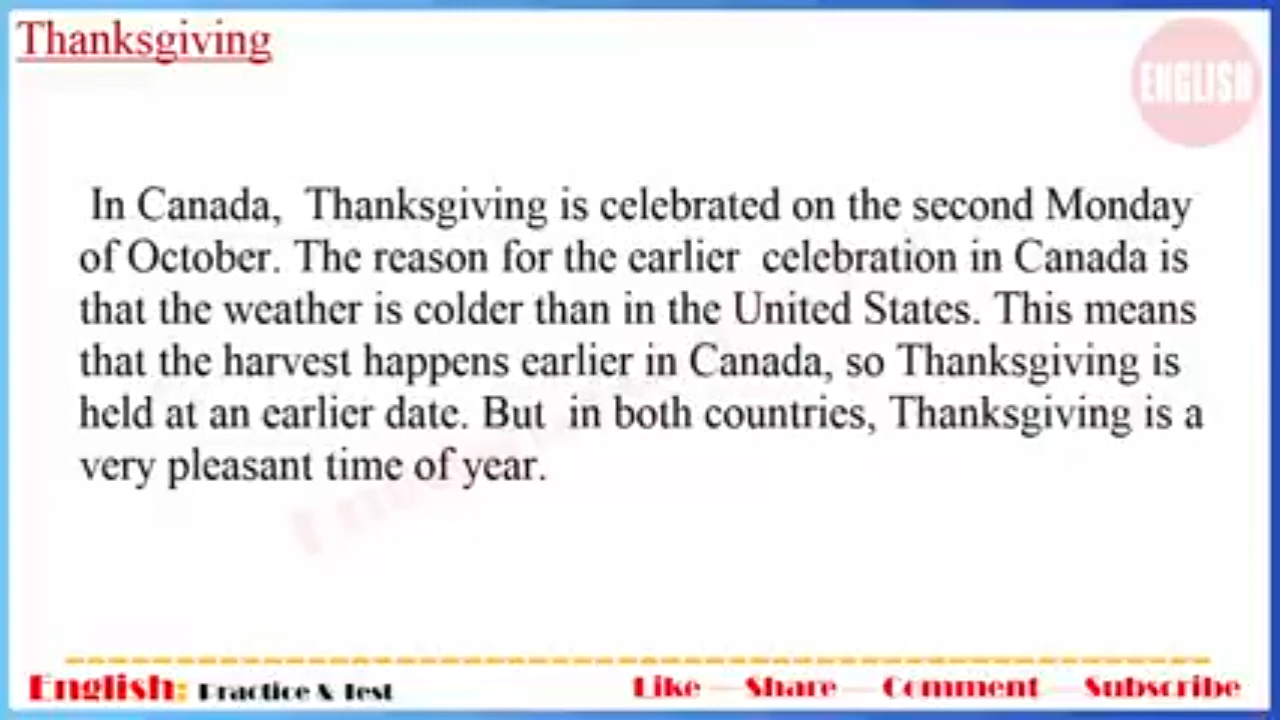 Thanksgiving
ENGLISH
In Canada, Thanksgiving is celebrated on the second Monday
of October. The reason for the earlier celebration in Canada is
that the weather is colder than in the United States. This means
that the harvest happens earlier in Canada, so Thanksgiving is
held at an earlier date. But in both countries, Thanksgiving is a
very pleasant time of year.
English: Practice & Test
Like — Share — Comment — Subscribe